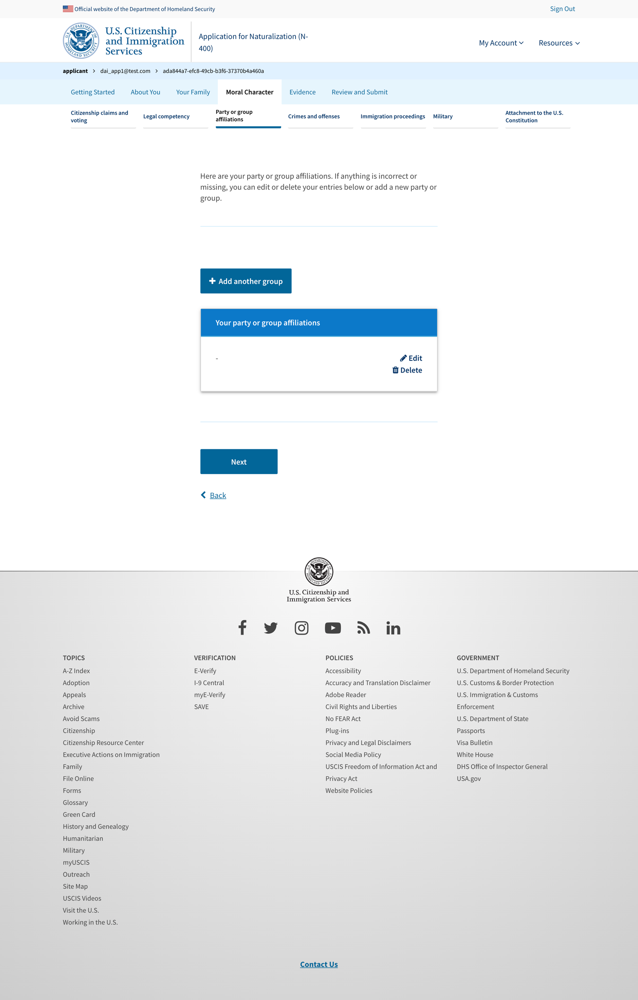 Official website of the Department of Homeland Security
Sign Out
U.S. Citizenship
and Immigration
Services
Application for Naturalization (N-
400)
My Account
Resources
applicant > dai_app1@test.com > ada844a7-efc8-49cb-b3f6-37370b4a460a
Getting Started
About You
Your Family
Moral Character
Evidence
Review and Submit
Citizenship claims and
voting
Legal competency
Party or group
affiliations
Crimes and offenses
Immigration proceedings
Military
Attachment to the U.S.
Constitution
Here are your party or group affiliations. If anything is incorrect or
missing, you can edit or delete your entries below or add a new party or
group.
Add another group
Your party or group affiliations
-
Edit
Delete
Next
Back
U.S. DEPARTMENT OF HOMELAND SECURITY
U.S. Citizenship and
Immigration Services
TOPICS
A-Z Index
Adoption
Appeals
Archive
Avoid Scams
Citizenship
Citizenship Resource Center
Executive Actions on Immigration
Family
File Online
Forms
Glossary
Green Card
History and Genealogy
Humanitarian
Military
myUSCIS
Outreach
Site Map
USCIS Videos
Visit the U.S.
Working in the U.S.
VERIFICATION
E-Verify
I-9 Central
myE-Verify
SAVE
POLICIES
Accessibility
Accuracy and Translation Disclaimer
Adobe Reader
Civil Rights and Liberties
No FEAR Act
Plug-ins
Privacy and Legal Disclaimers
Social Media Policy
USCIS Freedom of Information Act and
Privacy Act
Website Policies
GOVERNMENT
U.S. Department of Homeland Security
U.S. Customs & Border Protection
U.S. Immigration & Customs
Enforcement
U.S. Department of State
Passports
Visa Bulletin
White House
DHS Office of Inspector General
USA.gov
Contact Us